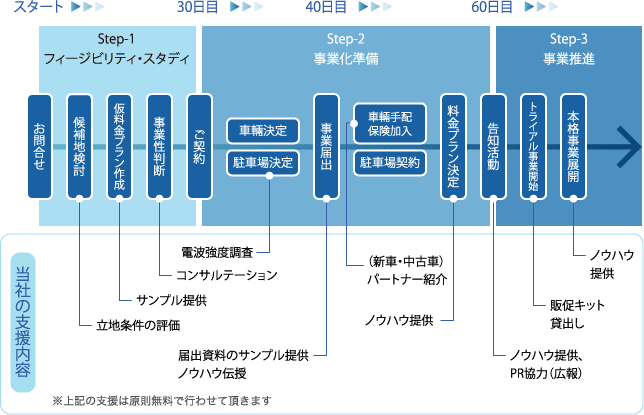 スタート
30日目
40日目
60日目
Step-1
フィージビリティ・スタディ
Step-2
事業化準備
Step-3
事業推進
お問合せ
候補地検討
仮料金プラン作成
事業性判断
ご契約
車輛決定
駐車場決定
事業届出
車輛手配
保険加入
駐車場契約
料金プラン決定
告知活動
トライアル事業開始
本格事業展開
当社の支援内容
電波強度調査
コンサルテーション
サンプル提供
立地条件の評価
届出資料のサンプル提供
ノウハウ伝授
(新車・中古車)
パートナー紹介
ノウハウ提供
ノウハウ
提供
販促キット
貸出し
ノウハウ提供、
PR協力(広報)
※上記の支援は原則無料で行わせて頂きます